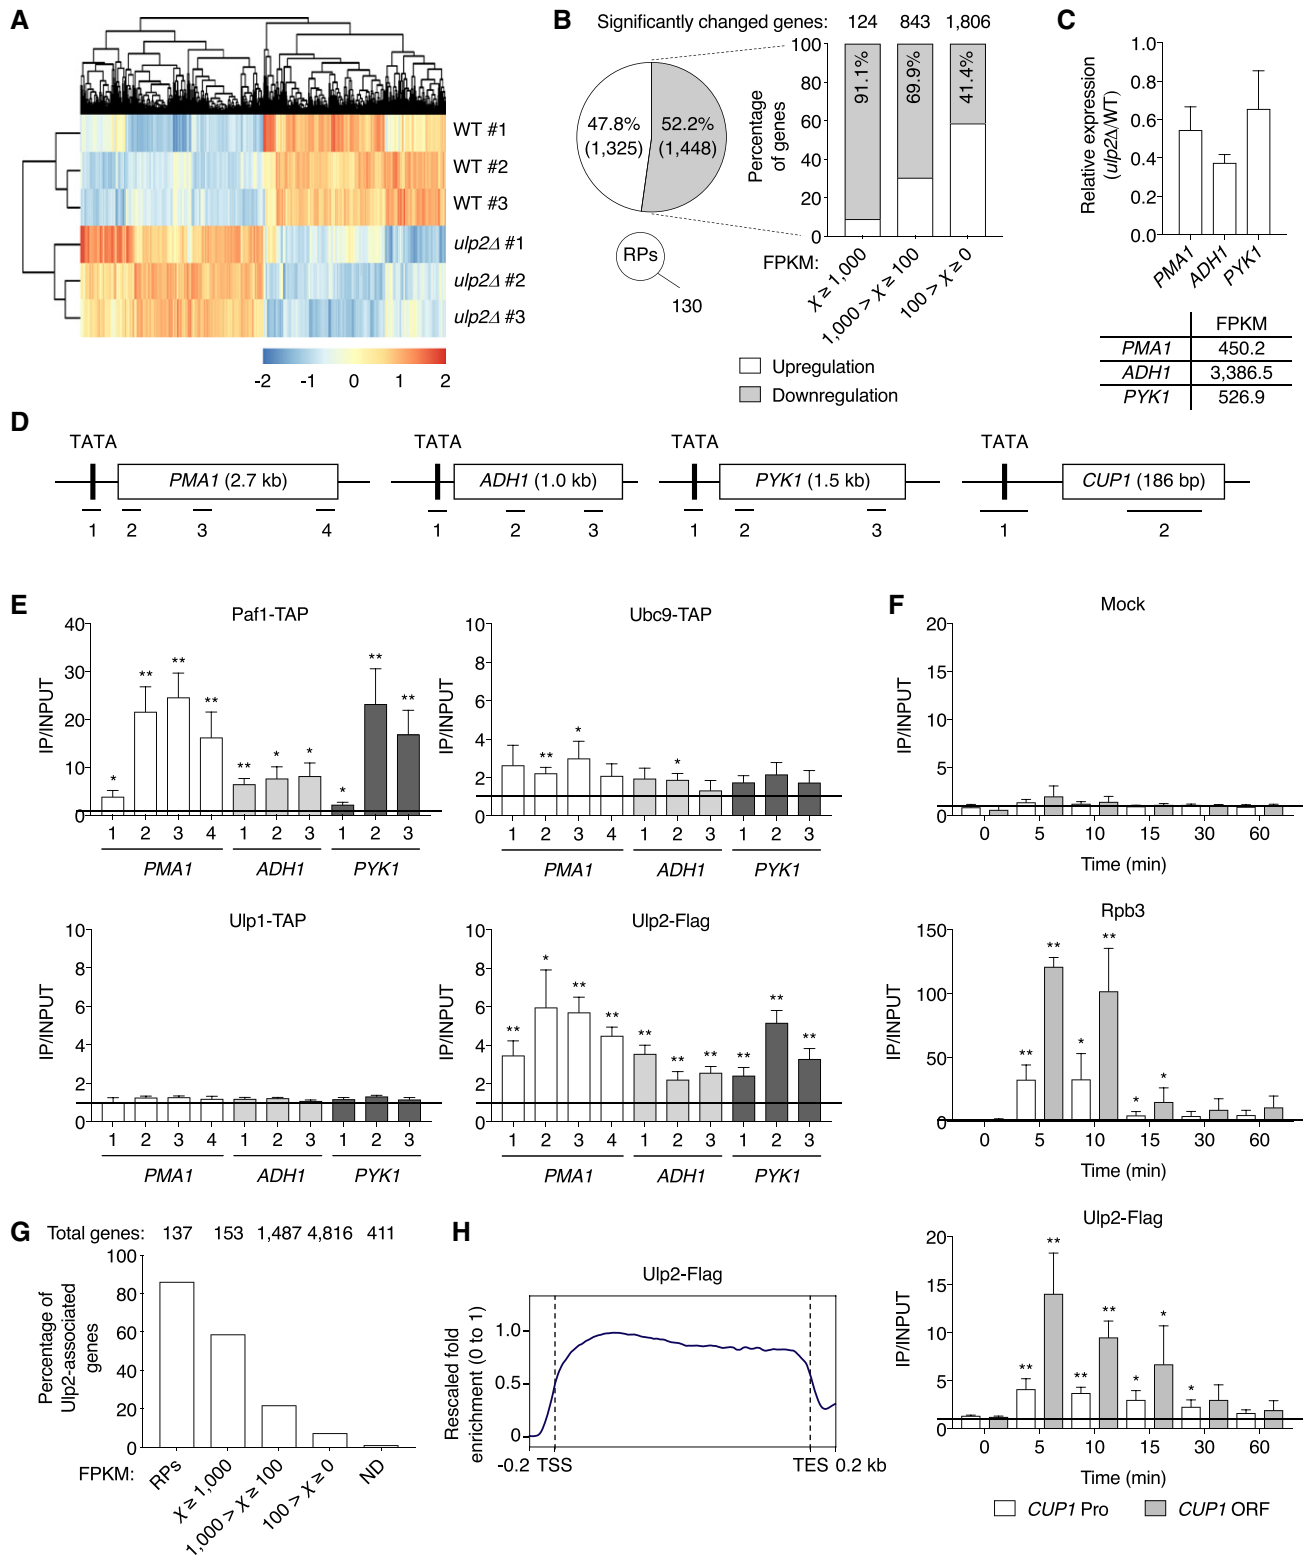 A
WT #1
WT #2
WT #3
ulp2Δ #1
ulp2Δ #2
ulp2Δ #3
-2 -1 0 1 2
B
Significantly changed genes: 124 843 1,806
47.8%
(1,325)
52.2%
(1,448)
RPs
130
Percentage
of genes
100
80
60
40
20
0
91.1%
69.9%
41.4%
FPKM:
X ≥ 1,000
1,000 > X ≥ 100
100 > X ≥ 0
Upregulation
Downregulation
C
Relative expression
(ulp2Δ/WT)
1.0
0.8
0.6
0.4
0.2
0.0
PMA1 ADH1 PYK1
FPKM
PMA1 450.2
ADH1 3,386.5
PYK1 526.9
D
TATA TATA TATA TATA
PMA1 (2.7 kb) ADH1 (1.0 kb) PYK1 (1.5 kb) CUP1 (186 bp)
1 2 3 4 1 2 3 1 2 3 1 2
E
Paf1-TAP
IP/INPUT
40
30
20
10
0
* ** ** ** ** * * * ** **
1 2 3 4 1 2 3 1 2 3
PMA1 ADH1 PYK1
Ubc9-TAP
IP/INPUT
10
8
6
4
2
0
** * *
1 2 3 4 1 2 3 1 2 3
PMA1 ADH1 PYK1
Ulp1-TAP
IP/INPUT
10
8
6
4
2
0
1 2 3 4 1 2 3 1 2 3
PMA1 ADH1 PYK1
Ulp2-Flag
IP/INPUT
10
8
6
4
2
0
** * ** ** ** ** ** ** ** **
1 2 3 4 1 2 3 1 2 3
PMA1 ADH1 PYK1
F
Mock
IP/INPUT
20
15
10
5
0
0 5 10 15 30 60
Time (min)
Rpb3
IP/INPUT
150
100
50
0
** ** * ** * *
0 5 10 15 30 60
Time (min)
Ulp2-Flag
IP/INPUT
20
15
10
5
0
** ** ** ** * * *
0 5 10 15 30 60
Time (min)
CUP1 Pro CUP1 ORF
G
Total genes: 137 153 1,487 4,816 411
Percentage of
Ulp2-associated
genes
100
80
60
40
20
0
FPKM:
RPs
X ≥ 1,000
1,000 > X ≥ 100
100 > X ≥ 0
ND
H
Ulp2-Flag
Rescaled fold
enrichment (0 to 1)
1.0
0.5
0
-0.2 TSS TES 0.2 kb